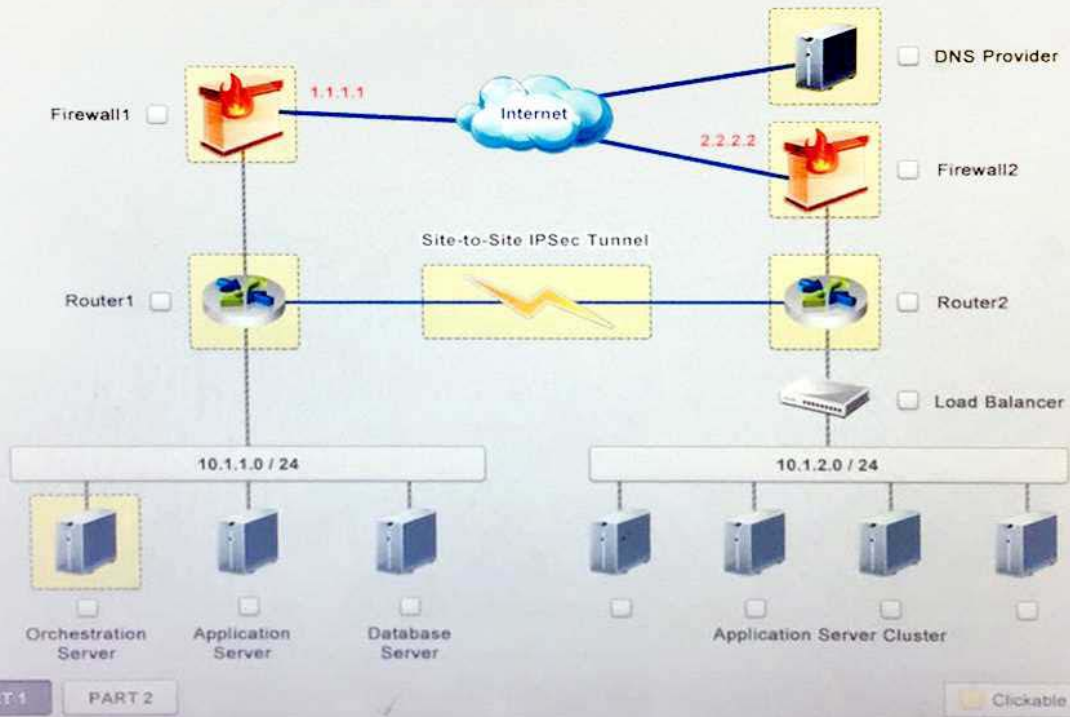 DNS Provider
Firewall1
1.1.1.1
Internet
2.2.2.2
Firewall2
Site-to-Site IPSec Tunnel
Router1
Router2
Load Balancer
10.1.1.0 / 24
10.1.2.0 / 24
Orchestration
Server
Application
Server
Database
Server
Application Server Cluster
T 1
PART 2
Clickable